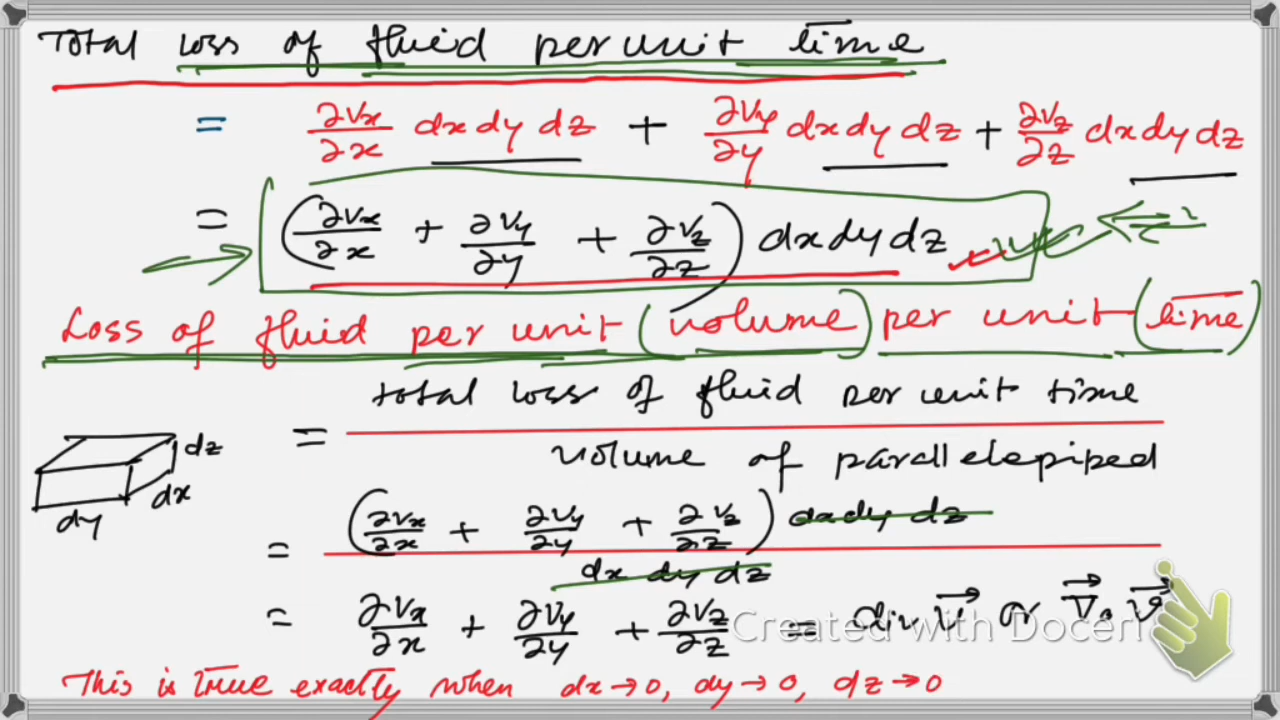 Total loss of fluid per unit time
= ∂Vx/∂x dx dy dz + ∂Vy/∂y dx dy dz + ∂Vz/∂z dx dy dz
= (∂Vx/∂x + ∂Vy/∂y + ∂Vz/∂z) dx dy dz
Loss of fluid per unit (volume) per unit (time)
= total loss of fluid per unit time
volume of parallelepiped
dz
dx
dy
= (∂Vx/∂x + ∂Vy/∂y + ∂Vz/∂z) dx dy dz
dx dy dz
= ∂Vx/∂x + ∂Vy/∂y + ∂Vz/∂z = div V⃗ or ∇⃗. V⃗
Created with Docen
This is true exactly when dx→0, dy→0, dz→0